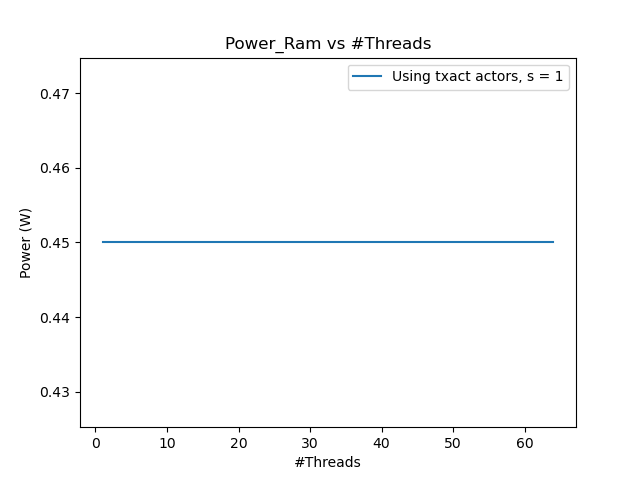 Power_Ram vs #Threads
Using txact actors, s = 1
0.47
0.46
0.45
0.44
0.43
Power (W)
0 10 20 30 40 50 60
#Threads